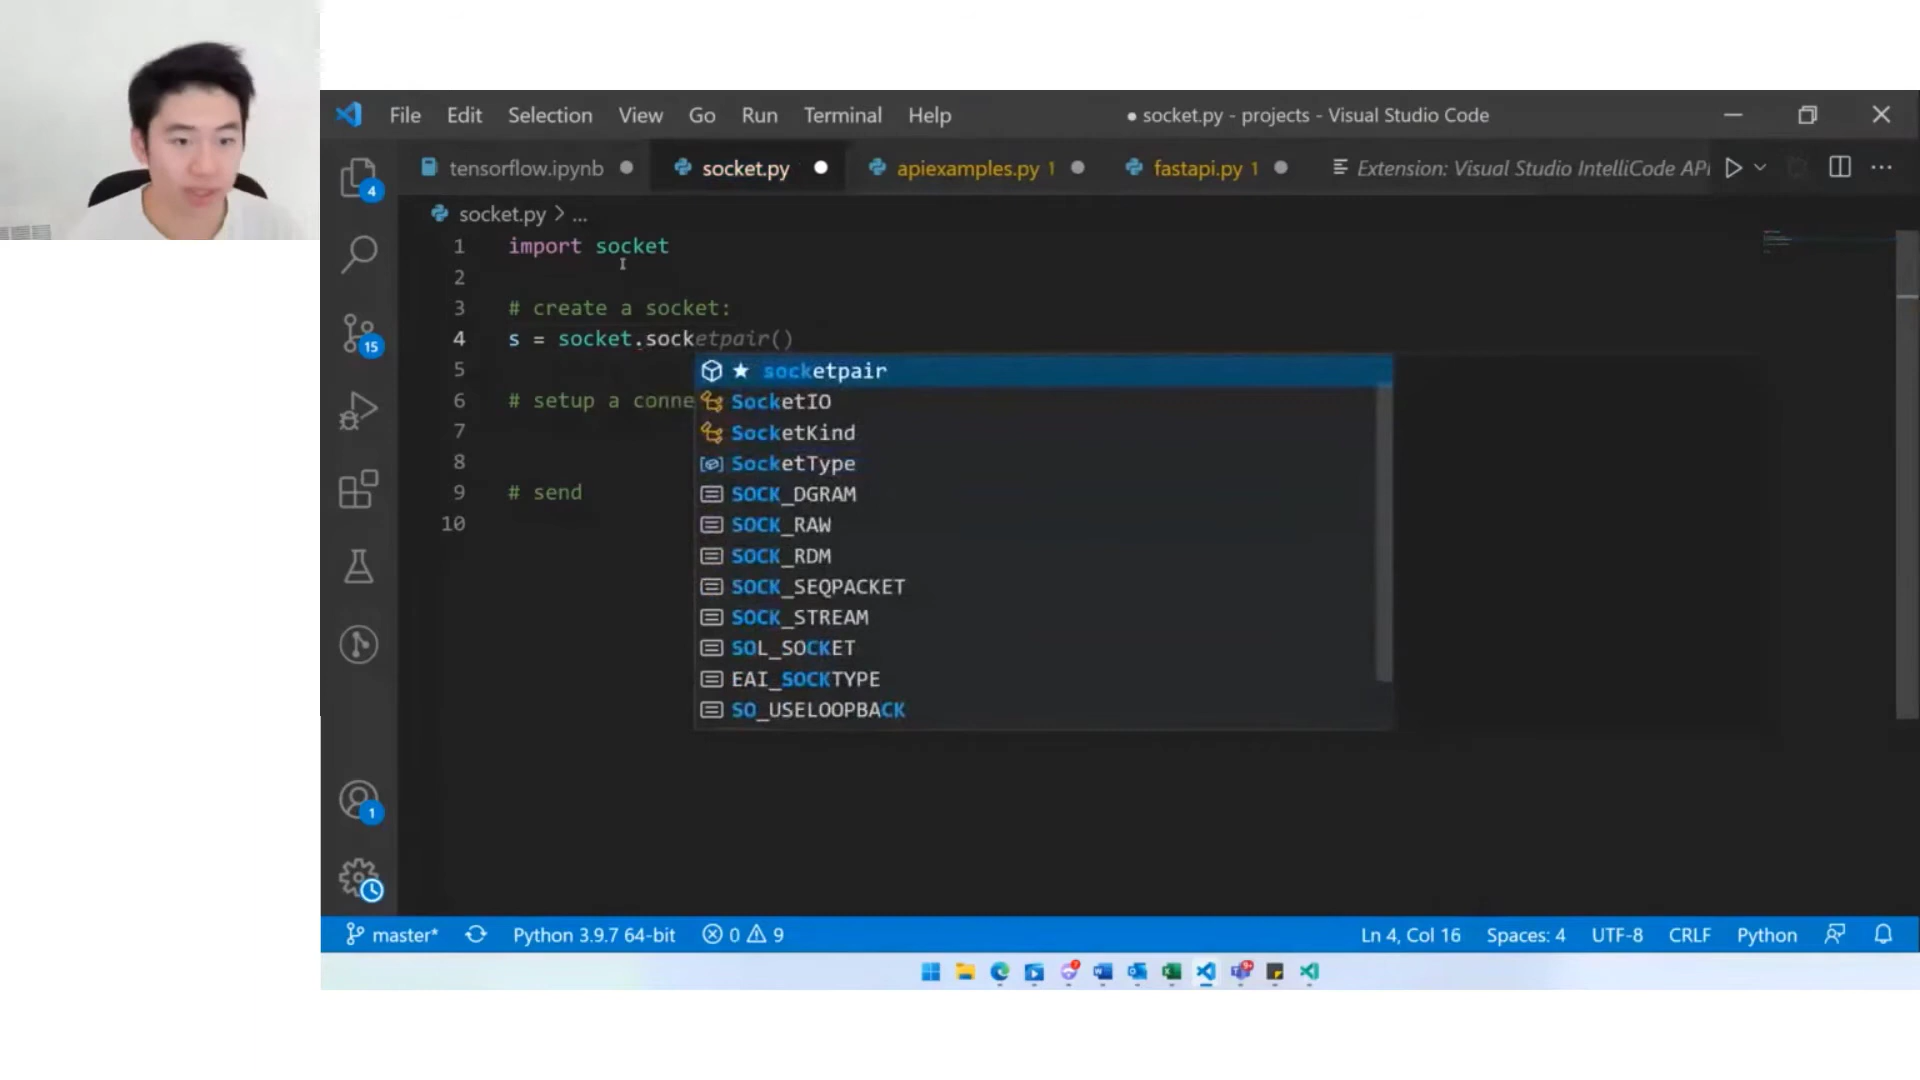 File Edit Selection View Go Run Terminal Help
● socket.py - projects - Visual Studio Code
tensorflow.ipynb
socket.py
apiexamples.py 1
fastapi.py 1
Extension: Visual Studio IntelliCode API
socket.py > ...
1 import socket
2
3 # create a socket:
4 s = socket.socketpair()
5
6 # setup a conne
7
8
9 # send
10
★ socketpair
SocketIO
SocketKind
SocketType
SOCK_DGRAM
SOCK_RAW
SOCK_RDM
SOCK_SEQPACKET
SOCK_STREAM
SOL_SOCKET
EAI_SOCKTYPE
SO_USELOOPBACK
4
15
1
master* Python 3.9.7 64-bit 0 9 Ln 4, Col 16 Spaces: 4 UTF-8 CRLF Python